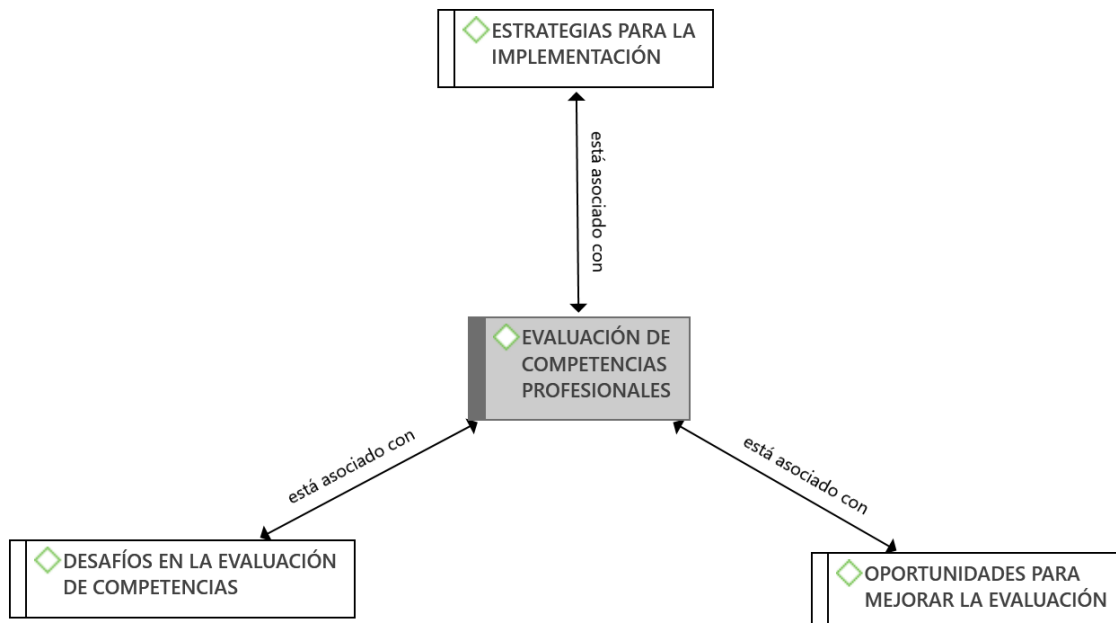 ESTRATEGIAS PARA LA
IMPLEMENTACIÓN
está asociado con
EVALUACIÓN DE
COMPETENCIAS
PROFESIONALES
está asociado con
está asociado con
DESAFÍOS EN LA EVALUACIÓN
DE COMPETENCIAS
OPORTUNIDADES PARA
MEJORAR LA EVALUACIÓN